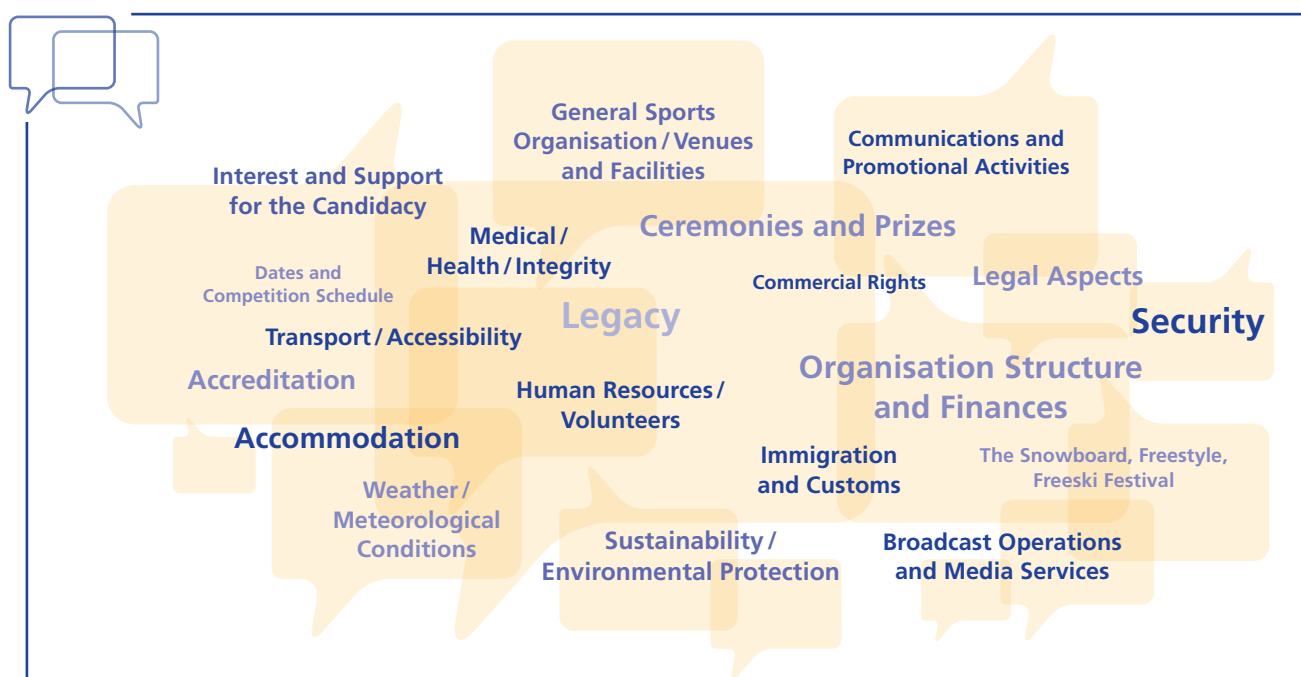 General Sports
Organisation / Venues
and Facilities
Communications and
Promotional Activities
Interest and Support
for the Candidacy
Ceremonies and Prizes
Medical /
Health / Integrity
Dates and
Competition Schedule
Commercial Rights
Legal Aspects
Legacy
Security
Transport / Accessibility
Organisation Structure
and Finances
Accreditation
Human Resources /
Volunteers
Accommodation
Immigration
and Customs
The Snowboard, Freestyle,
Freeski Festival
Weather /
Meteorological
Conditions
Sustainability /
Environmental Protection
Broadcast Operations
and Media Services